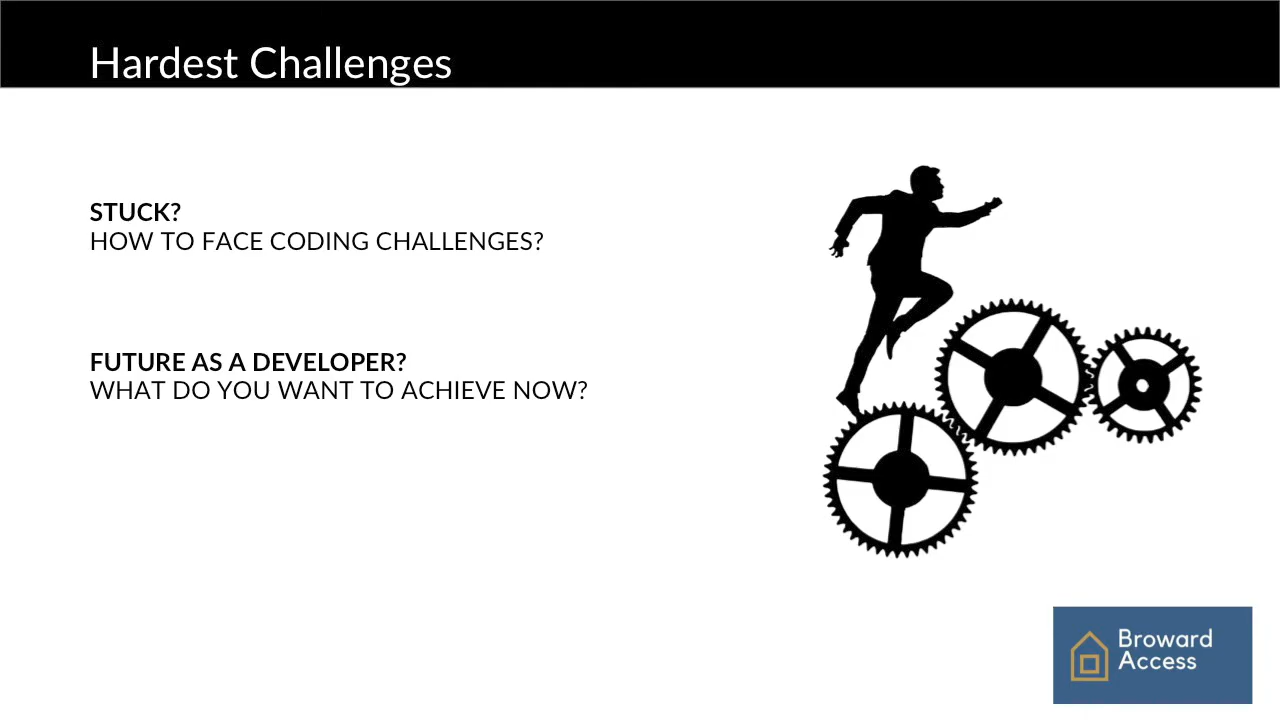 Hardest Challenges
STUCK?
HOW TO FACE CODING CHALLENGES?
FUTURE AS A DEVELOPER?
WHAT DO YOU WANT TO ACHIEVE NOW?
Broward
Access